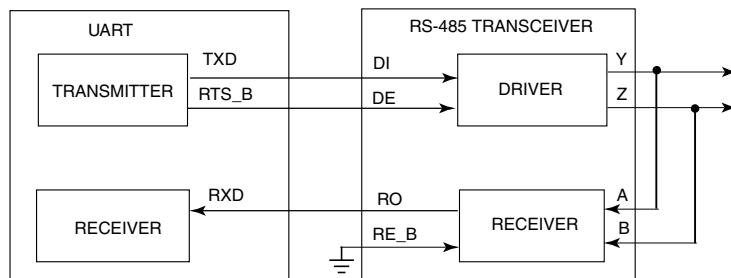 UART
RS-485 TRANSCEIVER
TXD
DI
Y
TRANSMITTER
DRIVER
RTS_B
DE
Z
RXD
RO
A
RECEIVER
RECEIVER
RE_B
B